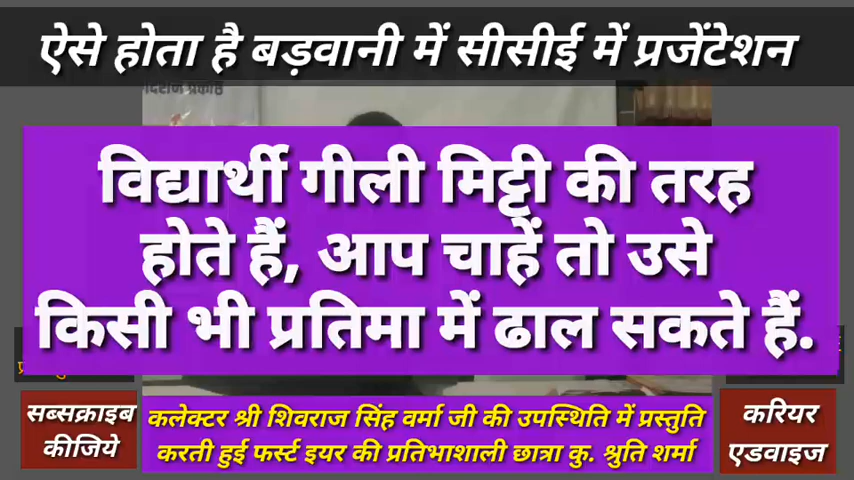 ऐसे होता है बड़वानी में सीसीई में प्रजेंटेशन
विद्यार्थी गीली मिट्टी की तरह
होते हैं, आप चाहें तो उसे
किसी भी प्रतिमा में ढाल सकते हैं.
सब्सक्राइब
कीजिये
कलेक्टर श्री शिवराज सिंह वर्मा जी की उपस्थिति में प्रस्तुति
करती हुई फर्स्ट इयर की प्रतिभाशाली छात्रा कु. श्रुति शर्मा
करियर
एडवाइज